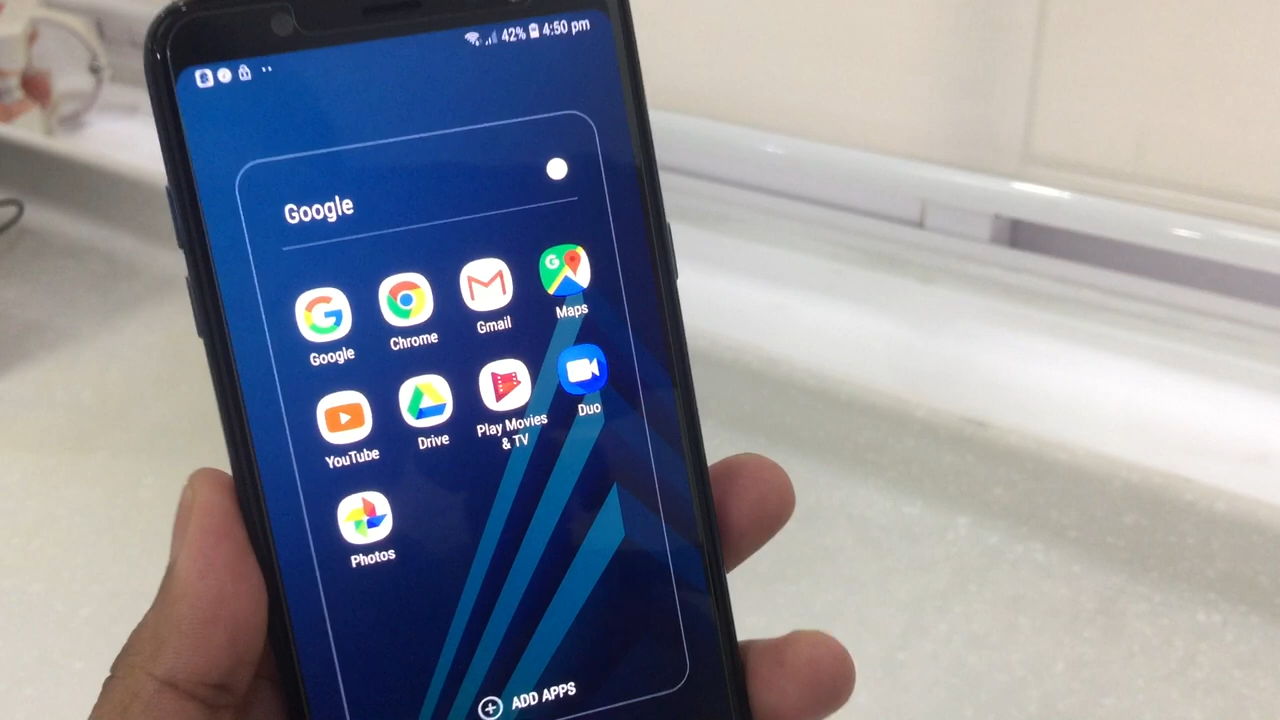 42% 4:50 pm
Google
Google Chrome Gmail Maps
YouTube Drive Play Movies
& TV Duo
Photos
ADD APPS